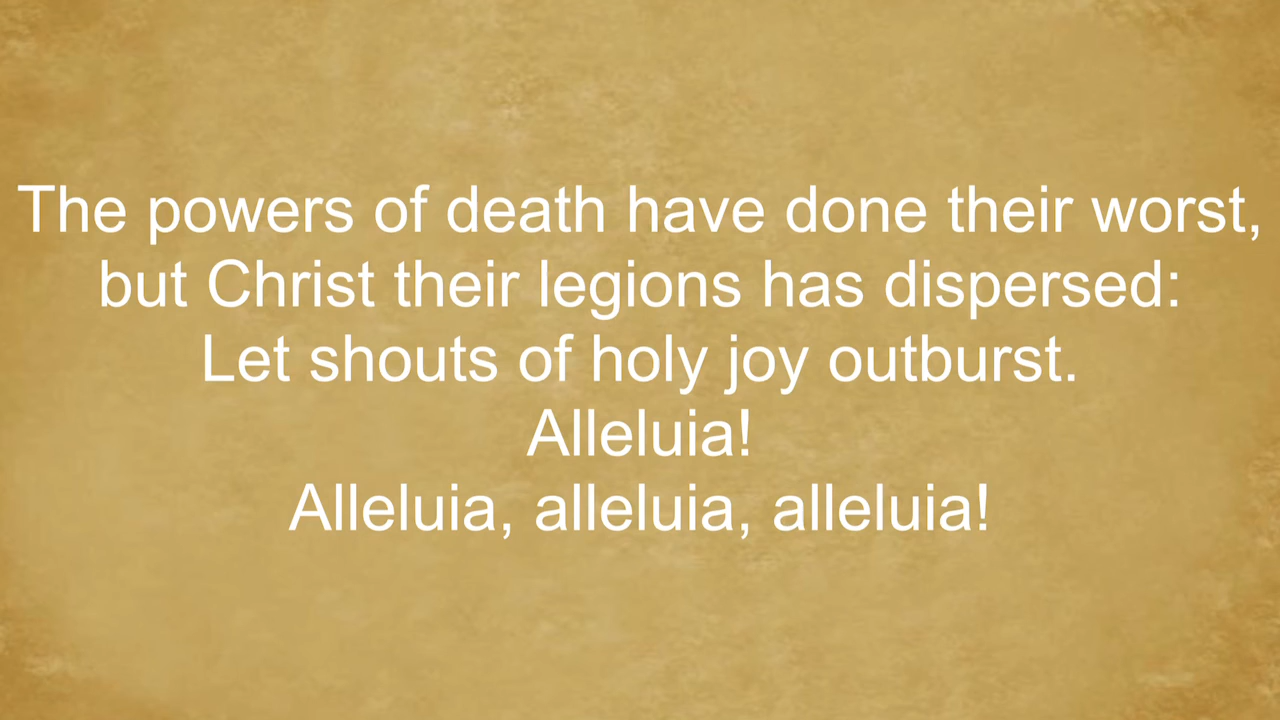 The powers of death have done their worst,
but Christ their legions has dispersed:
Let shouts of holy joy outburst.
Alleluia!
Alleluia, alleluia, alleluia!